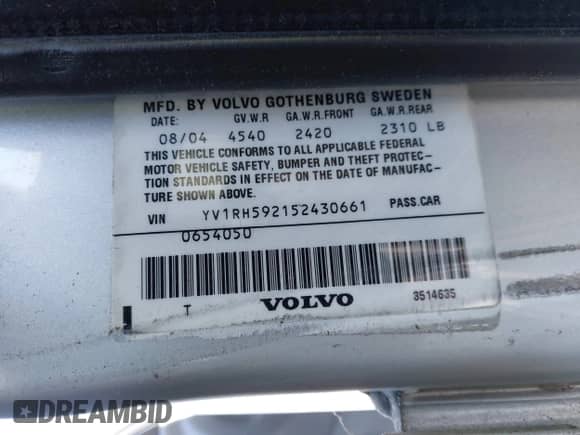 MFD. BY VOLVO GOTHENBURG SWEDEN
DATE: GV.W.R GA.W.R.FRONT GA.W.R.REAR
08/04 4540 2420 2310 LB
THIS VEHICLE CONFORMS TO ALL APPLICABLE FEDERAL
MOTOR VEHICLE SAFETY, BUMPER AND THEFT PROTEC-
TION STANDARDS IN EFFECT ON THE DATE OF MANUFAC-
TURE SHOWN ABOVE.
VIN YV1RH592152430661 PASS.CAR
0654050
T VOLVO 3514635
DREAMBID